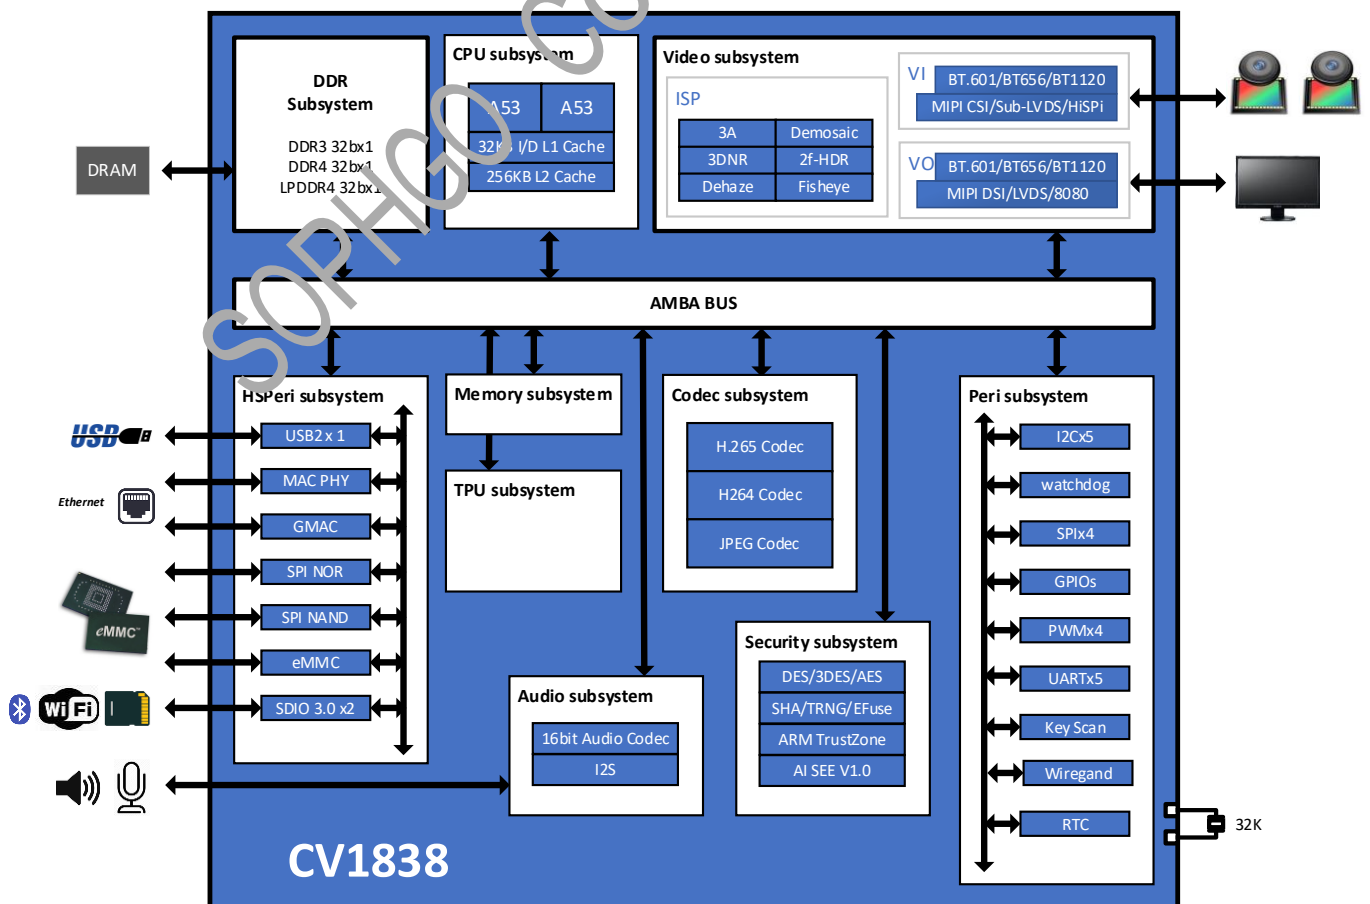 SOPHGO Co
DDR
Subsystem
DDR3 32bx1
DDR4 32bx1
LPDDR4 32bx1
DRAM
CPU subsystem
A53
A53
32KB I/D L1 Cache
256KB L2 Cache
Video subsystem
ISP
3A
Demosaic
3DNR
2f-HDR
Dehaze
Fisheye
VI
BT.601/BT656/BT1120
MIPI CSI/Sub-LVDS/HiSPi
VO
BT.601/BT656/BT1120
MIPI DSI/LVDS/8080
AMBA BUS
HSPeri subsystem
USB2 x 1
MAC PHY
GMAC
SPI NOR
SPI NAND
eMMC
SDIO 3.0 x2
USB
Ethernet
eMMC™
WiFi
Memory subsystem
TPU subsystem
Codec subsystem
H.265 Codec
H264 Codec
JPEG Codec
Audio subsystem
16bit Audio Codec
I2S
Security subsystem
DES/3DES/AES
SHA/TRNG/EFuse
ARM TrustZone
AI SEE V1.0
Peri subsystem
I2Cx5
watchdog
SPIx4
GPIOs
PWMx4
UARTx5
Key Scan
Wiregand
RTC
32K
CV1838